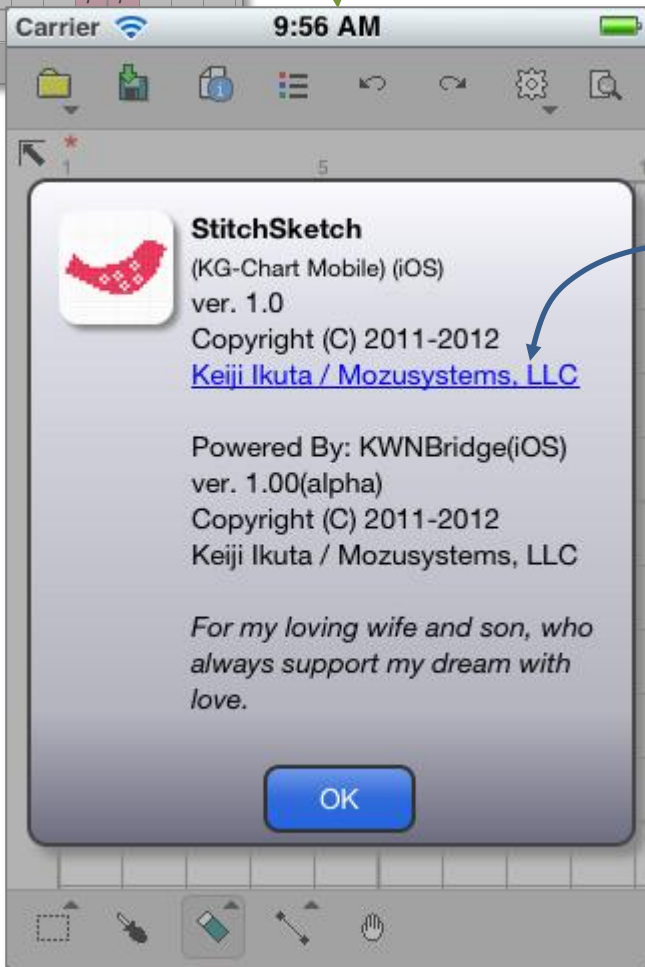 Carrier 9:56 AM
* 1 5 1
StitchSketch
(KG-Chart Mobile) (iOS)
ver. 1.0
Copyright (C) 2011-2012
Keiji Ikuta / Mozusystems, LLC
Powered By: KWNBridge(iOS)
ver. 1.00(alpha)
Copyright (C) 2011-2012
Keiji Ikuta / Mozusystems, LLC
For my loving wife and son, who
always support my dream with
love.
OK